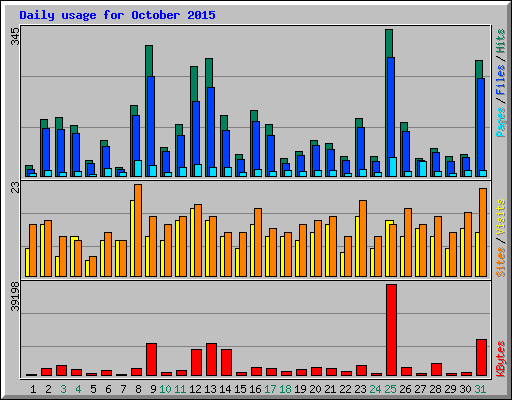 Daily usage for October 2015
345
Pages / Files / Hits
23
Sites / Visits
39198
KBytes
1 2 3 4 5 6 7 8 9 10 11 12 13 14 15 16 17 18 19 20 21 22 23 24 25 26 27 28 29 30 31